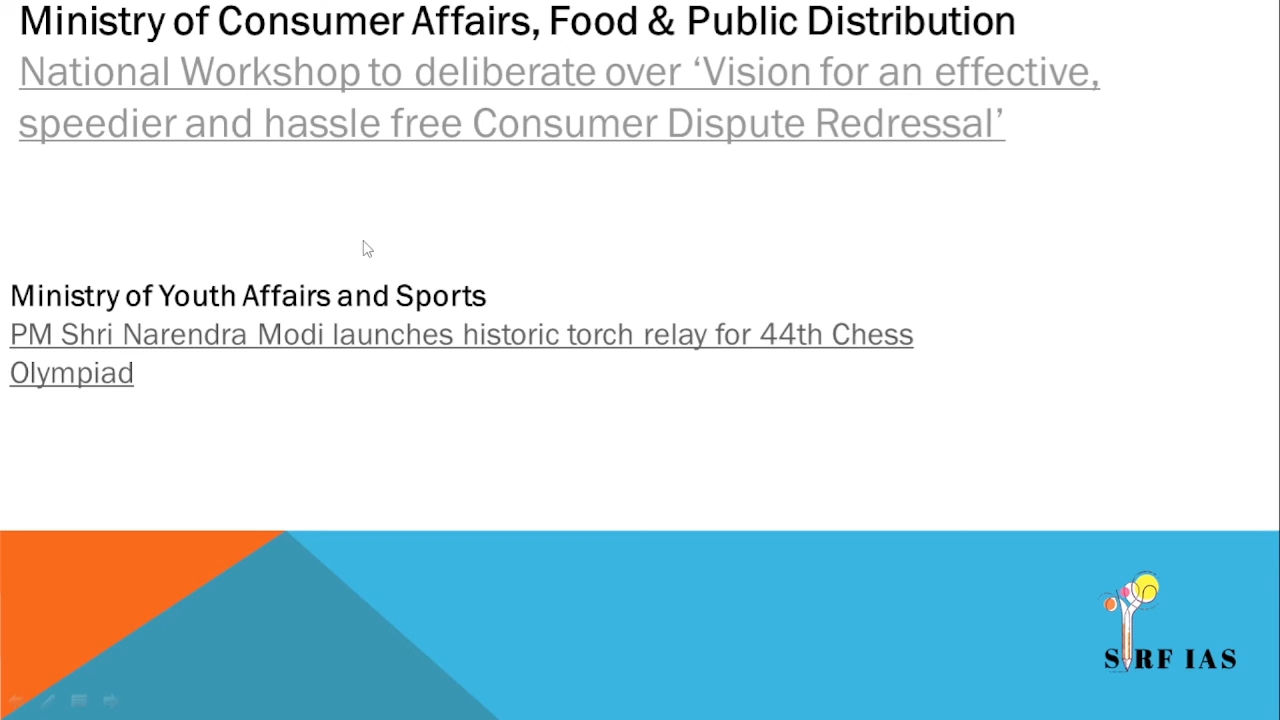 Ministry of Consumer Affairs, Food & Public Distribution
National Workshop to deliberate over ‘Vision for an effective,
speedier and hassle free Consumer Dispute Redressal’
Ministry of Youth Affairs and Sports
PM Shri Narendra Modi launches historic torch relay for 44th Chess
Olympiad
SIRF IAS